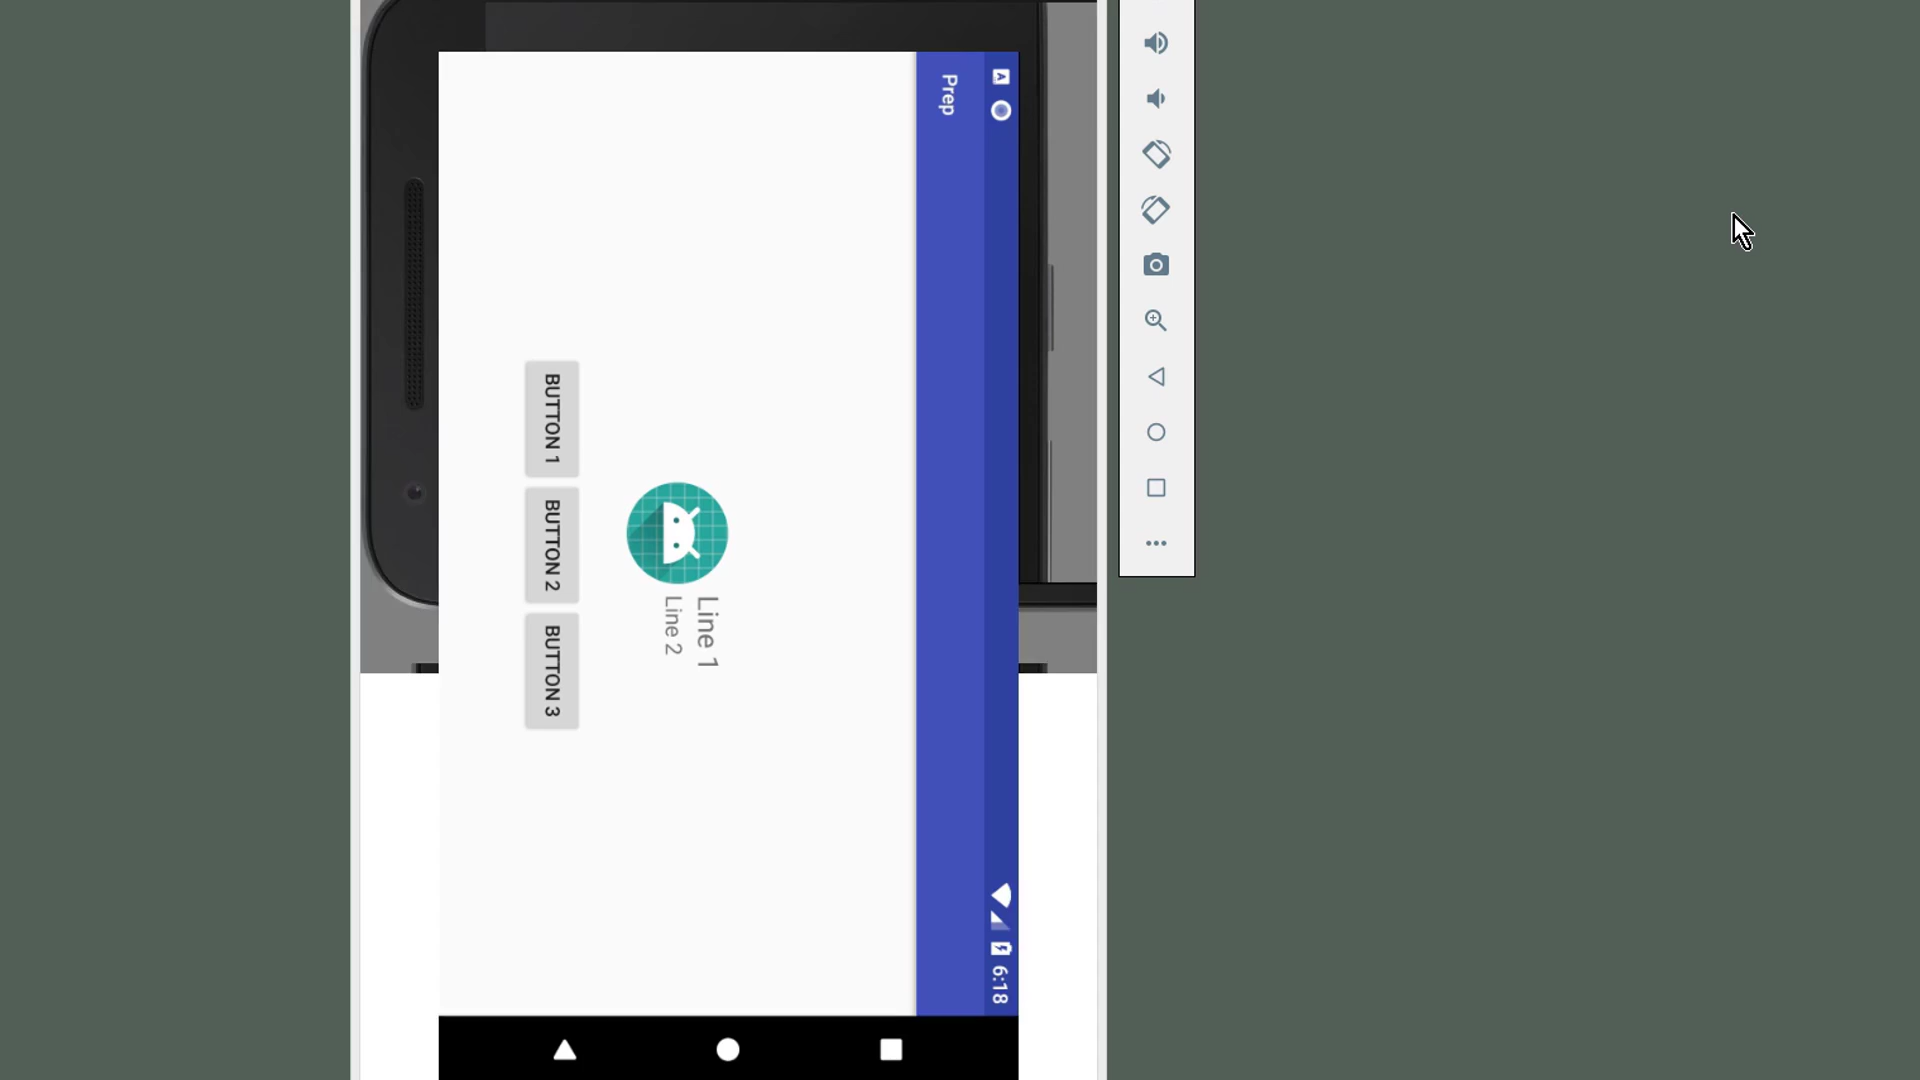 Prep
6:18
Line 1
Line 2
BUTTON 1
BUTTON 2
BUTTON 3